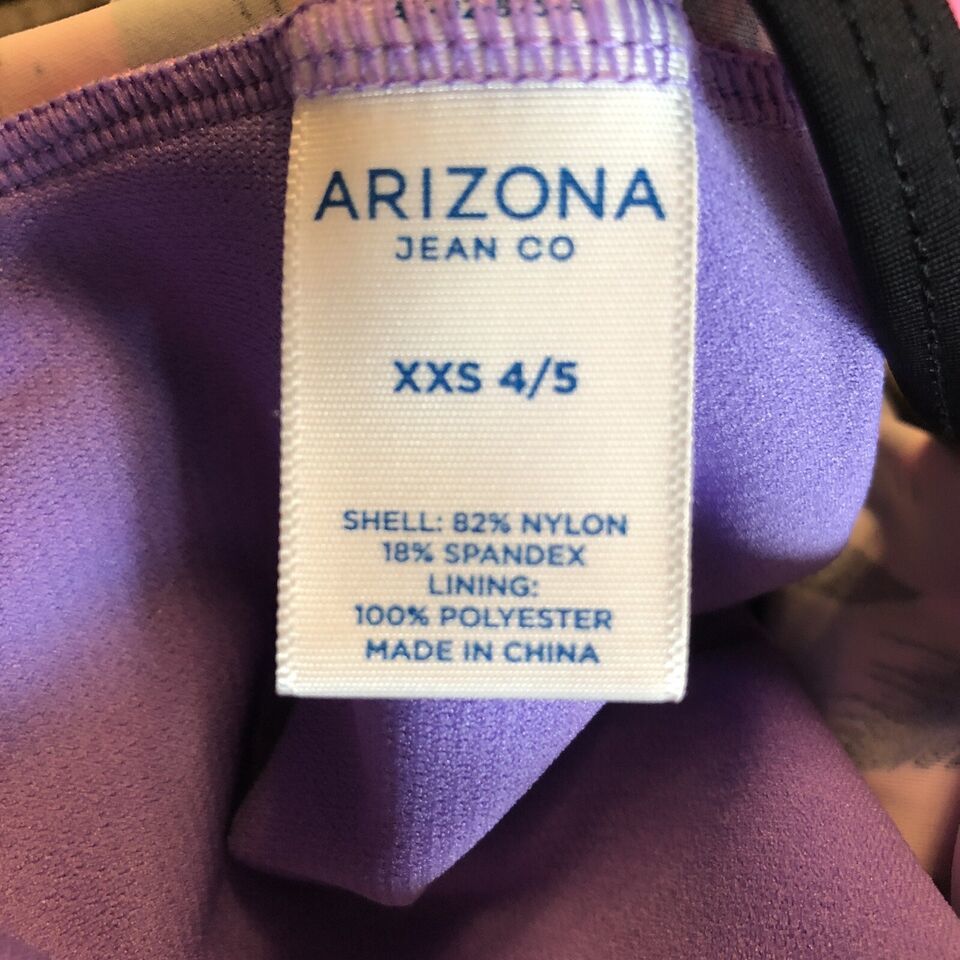 ARIZONA
JEAN CO
XXS 4/5
SHELL: 82% NYLON
18% SPANDEX
LINING:
100% POLYESTER
MADE IN CHINA